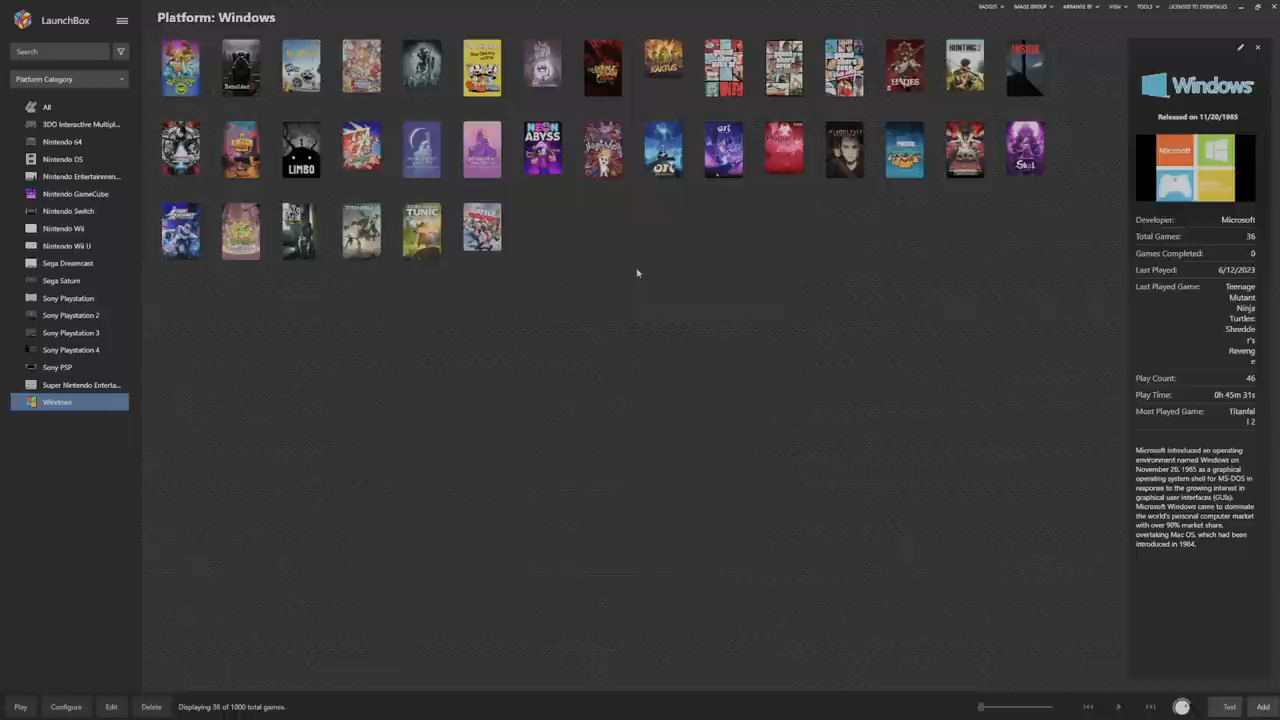 LaunchBox
Platform: Windows
BADGES
IMAGE GROUP
ARRANGE BY
VIEW
TOOLS
LICENSED TO DREWTALKS
Search
Platform Category
All
3DO Interactive Multipl...
Nintendo 64
Nintendo DS
Nintendo Entertainmen...
Nintendo GameCube
Nintendo Switch
Nintendo Wii
Nintendo Wii U
Sega Dreamcast
Sega Saturn
Sony Playstation
Sony Playstation 2
Sony Playstation 3
Sony Playstation 4
Sony PSP
Super Nintendo Enterta...
Windows
KAKTUS
HADES
HUNTING 2
INSIDE
LIMBO
NEON ABYSS
ori
ori
Skul
TITANFALL
TUNIC
Windows
Released on 11/20/1985
Microsoft
Developer: Microsoft
Total Games: 36
Games Completed: 0
Last Played: 6/12/2023
Last Played Game: Teenage
Mutant
Ninja
Turtles:
Shredde
r's
Reveng
e
Play Count: 46
Play Time: 0h 45m 31s
Most Played Game: Titanfal
l 2
Microsoft introduced an operating
environment named Windows on
November 20, 1985 as a graphical
operating system shell for MS-DOS in
response to the growing interest in
graphical user interfaces (GUIs).
Microsoft Windows came to dominate
the world's personal computer market
with over 90% market share,
overtaking Mac OS, which had been
introduced in 1984.
Play
Configure
Edit
Delete
Displaying 36 of 1000 total games.
Test
Add